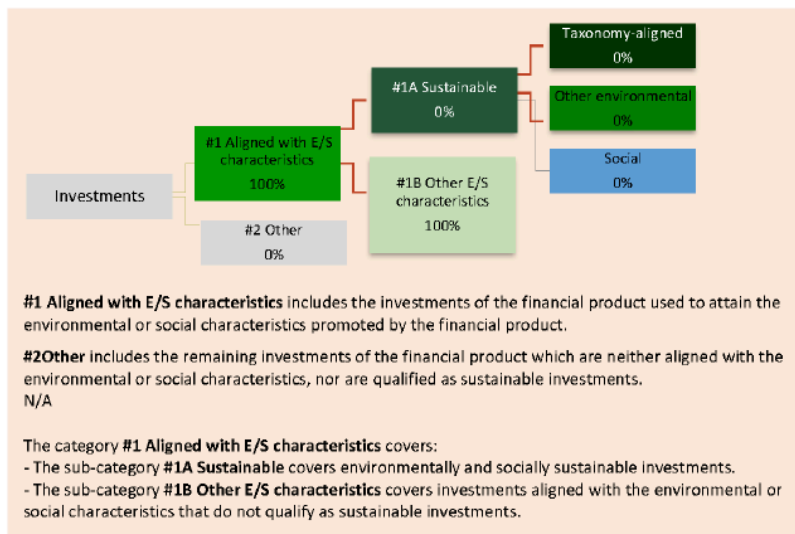 Taxonomy-aligned
0%
#1A Sustainable
0%
Other environmental
0%
#1 Aligned with E/S
characteristics
100%
Social
0%
#1B Other E/S
characteristics
100%
Investments
#2 Other
0%
#1 Aligned with E/S characteristics includes the investments of the financial product used to attain the
environmental or social characteristics promoted by the financial product.
#2Other includes the remaining investments of the financial product which are neither aligned with the
environmental or social characteristics, nor are qualified as sustainable investments.
N/A
The category #1 Aligned with E/S characteristics covers:
- The sub-category #1A Sustainable covers environmentally and socially sustainable investments.
- The sub-category #1B Other E/S characteristics covers investments aligned with the environmental or
social characteristics that do not qualify as sustainable investments.